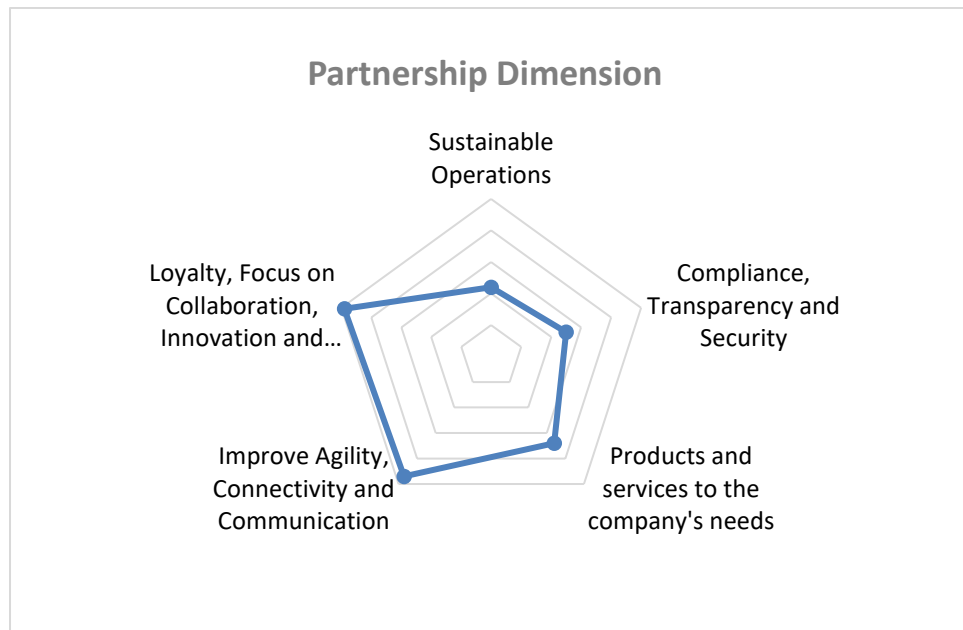 Partnership Dimension
Sustainable
Operations
Compliance,
Transparency and
Security
Products and
services to the
company's needs
Improve Agility,
Connectivity and
Communication
Loyalty, Focus on
Collaboration,
Innovation and...